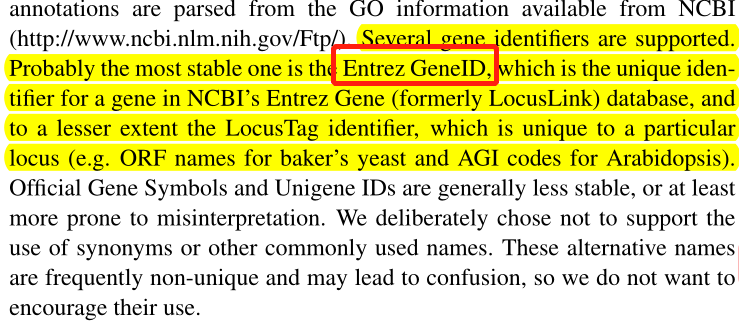 annotations are parsed from the GO information available from NCBI
(http://www.ncbi.nlm.nih.gov/Ftp/) Several gene identifiers are supported.
Probably the most stable one is the Entrez GeneID, which is the unique iden-
tifier for a gene in NCBI's Entrez Gene (formerly LocusLink) database, and
to a lesser extent the LocusTag identifier, which is unique to a particular
locus (e.g. ORF names for baker's yeast and AGI codes for Arabidopsis).
Official Gene Symbols and Unigene IDs are generally less stable, or at least
more prone to misinterpretation. We deliberately chose not to support the
use of synonyms or other commonly used names. These alternative names
are frequently non-unique and may lead to confusion, so we do not want to
encourage their use.